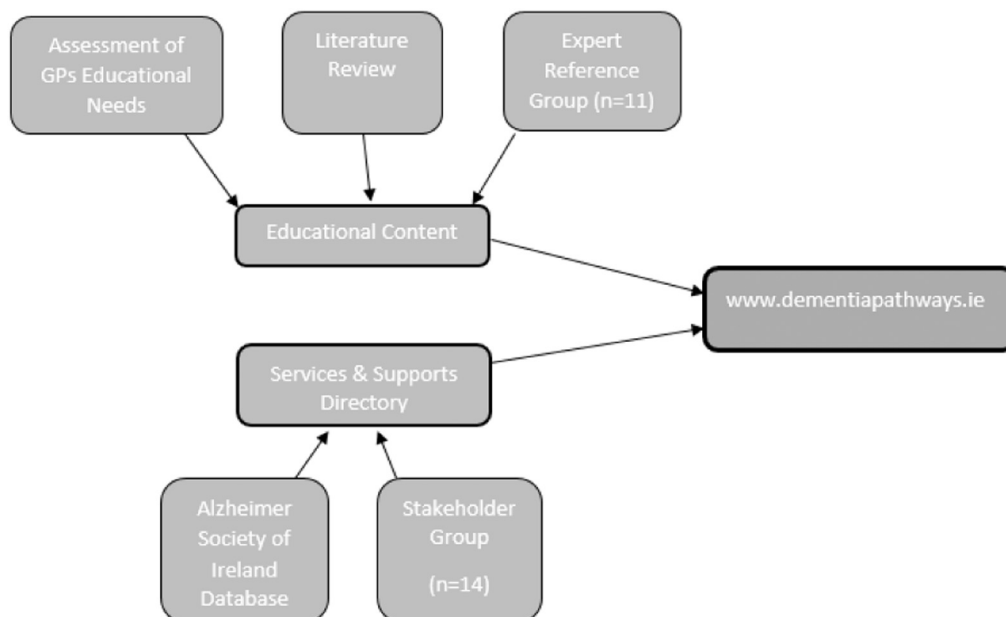 Assessment of
GPs Educational
Needs
Literature
Review
Expert
Reference
Group (n=11)
Educational Content
www.dementiapathways.ie
Services & Supports
Directory
Alzheimer
Society of
Ireland
Database
Stakeholder
Group
(n=14)